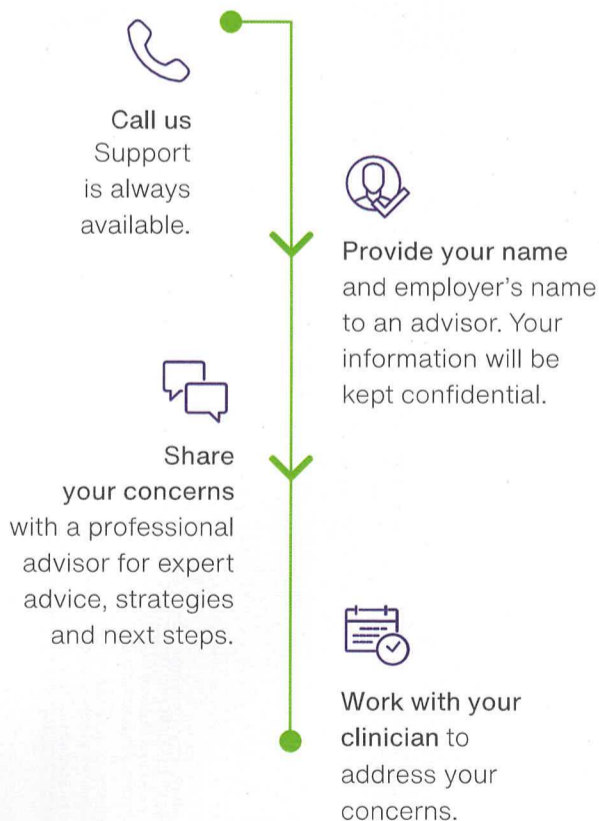 Call us
Support
is always
available.
Provide your name
and employer's name
to an advisor. Your
information will be
kept confidential.
Share
your concerns
with a professional
advisor for expert
advice, strategies
and next steps.
Work with your
clinician to
address your
concerns.